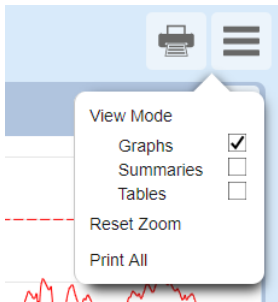 View Mode
Graphs
Summaries
Tables
Reset Zoom
Print All